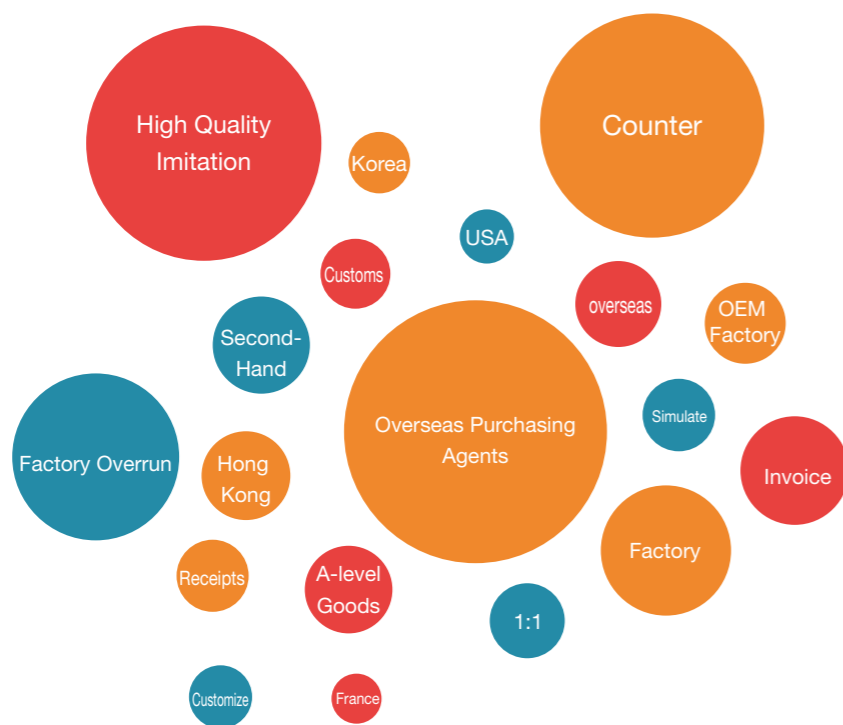 High Quality
Imitation
Counter
Korea
USA
Customs
overseas
OEM
Factory
Second-
Hand
Simulate
Overseas Purchasing
Agents
Factory Overrun
Hong
Kong
Invoice
Factory
Receipts
A-level
Goods
1:1
Customize
France